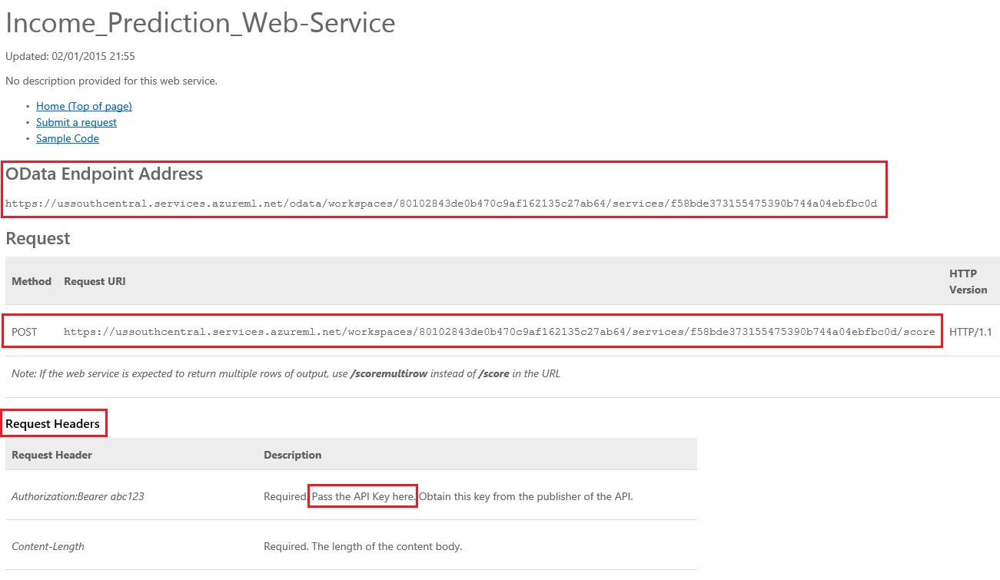 Income_Prediction_Web-Service
Updated: 02/01/2015 21:55
No description provided for this web service.
• Home (Top of page)
• Submit a request
• Sample Code
OData Endpoint Address
https://ussouthcentral.services.azureml.net/odata/workspaces/80102843de0b470c9af162135c27ab64/services/f58bde373155475390b744a04ebfbc0d
Request
Method Request URI HTTP Version
POST https://ussouthcentral.services.azureml.net/workspaces/80102843de0b470c9af162135c27ab64/services/f58bde373155475390b744a04ebfbc0d/score HTTP/1.1
Note: If the web service is expected to return multiple rows of output, use /scoremultirow instead of /score in the URL
Request Headers
Request Header Description
Authorization:Bearer abc123 Required. Pass the API Key here. Obtain this key from the publisher of the API.
Content-Length Required. The length of the content body.